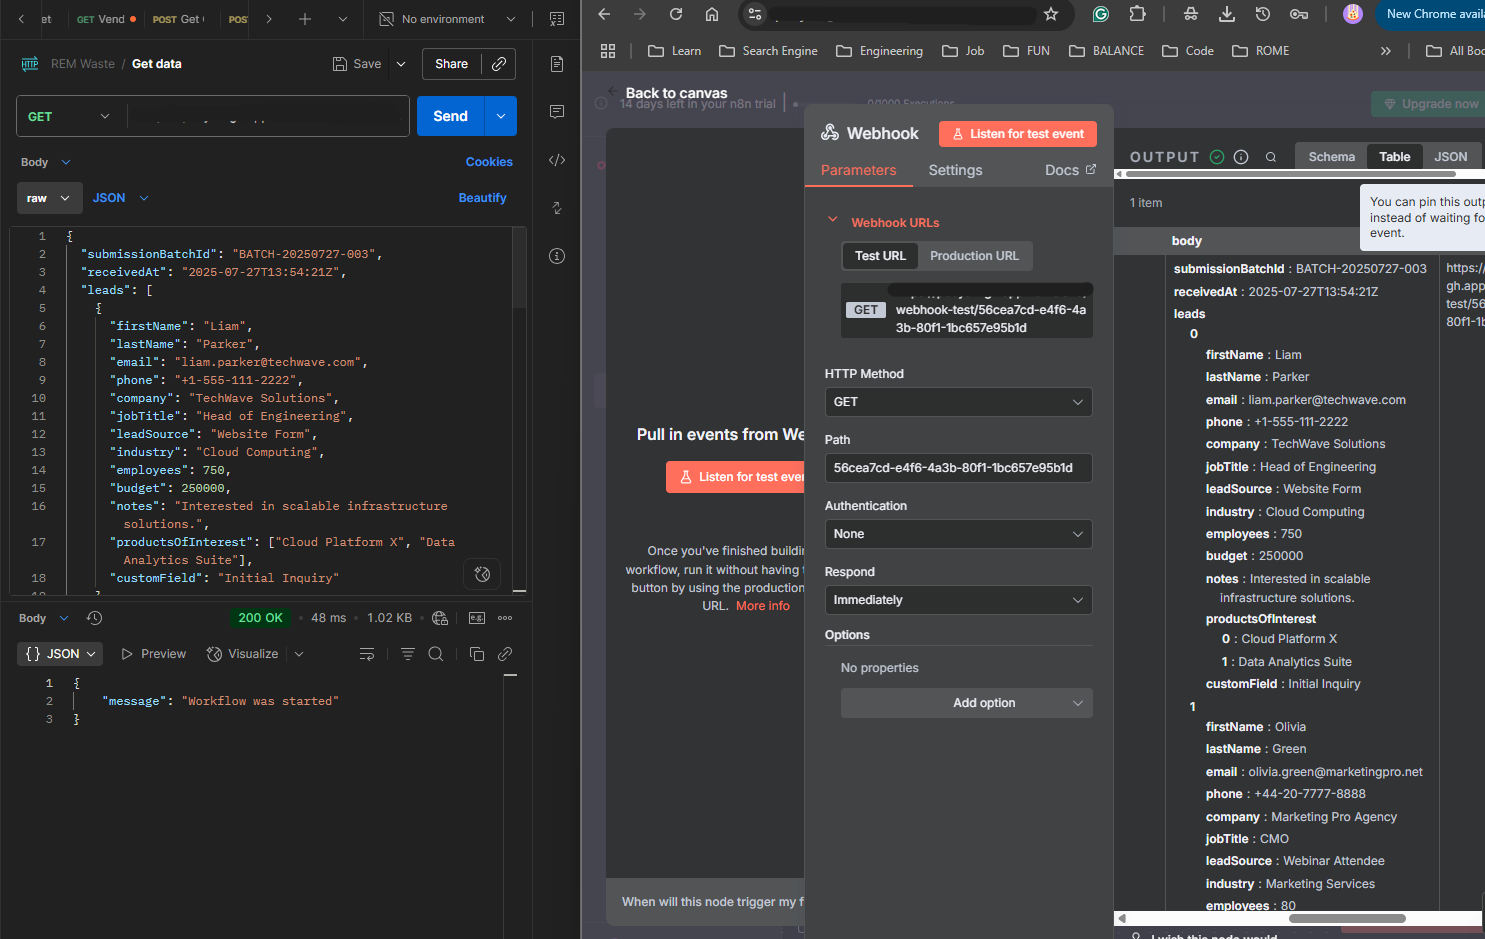 et
GET Vend
POST Get
POS
No environment
REM Waste / Get data
Save
Share
GET
Send
Body
Cookies
raw
JSON
Beautify
1 {
2 "submissionBatchId": "BATCH-20250727-003",
3 "receivedAt": "2025-07-27T13:54:21Z",
4 "leads": [
5 {
6 "firstName": "Liam",
7 "lastName": "Parker",
8 "email": "liam.parker@techwave.com",
9 "phone": "+1-555-111-2222",
10 "company": "TechWave Solutions",
11 "jobTitle": "Head of Engineering",
12 "leadSource": "Website Form",
13 "industry": "Cloud Computing",
14 "employees": 750,
15 "budget": 250000,
16 "notes": "Interested in scalable infrastructure
solutions.",
17 "productsOfInterest": ["Cloud Platform X", "Data
Analytics Suite"],
18 "customField": "Initial Inquiry"
Body
200 OK • 48 ms • 1.02 KB
{} JSON
Preview
Visualize
1 {
2 "message": "Workflow was started"
3 }
New Chrome avail
Learn
Search Engine
Engineering
Job
FUN
BALANCE
Code
ROME
All Boo
Back to canvas
14 days left in your n8n trial
0/1000 Executions
Upgrade now
Pull in events from We
Listen for test even
Once you've finished buildin
workflow, run it without having t
button by using the production
URL. More info
When will this node trigger my f
Webhook
Listen for test event
Parameters
Settings
Docs
Webhook URLs
Test URL
Production URL
GET
webhook-test/56cea7cd-e4f6-4a
3b-80f1-1bc657e95b1d
HTTP Method
GET
Path
56cea7cd-e4f6-4a3b-80f1-1bc657e95b1d
Authentication
None
Respond
Immediately
Options
No properties
Add option
OUTPUT
Schema
Table
JSON
1 item
You can pin this outp
instead of waiting fo
event.
body
submissionBatchId : BATCH-20250727-003
receivedAt : 2025-07-27T13:54:21Z
leads
0
firstName : Liam
lastName : Parker
email : liam.parker@techwave.com
phone : +1-555-111-2222
company : TechWave Solutions
jobTitle : Head of Engineering
leadSource : Website Form
industry : Cloud Computing
employees : 750
budget : 250000
notes : Interested in scalable
infrastructure solutions.
productsOfInterest
0 : Cloud Platform X
1 : Data Analytics Suite
customField : Initial Inquiry
1
firstName : Olivia
lastName : Green
email : olivia.green@marketingpro.net
phone : +44-20-7777-8888
company : Marketing Pro Agency
jobTitle : CMO
leadSource : Webinar Attendee
industry : Marketing Services
employees : 80
https://
gh.app
test/56
80f1-1b
I wish this node would